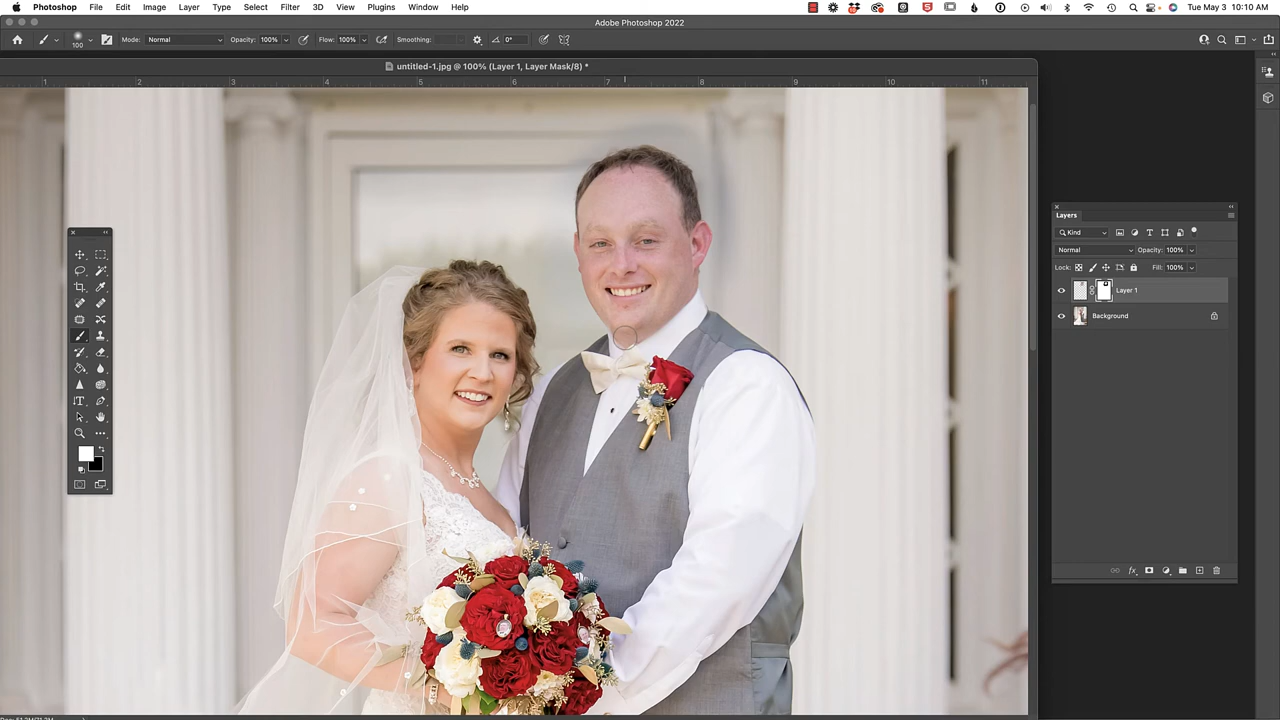 Photoshop File Edit Image Layer Type Select Filter 3D View Plugins Window Help Tue May 3 10:10 AM
Adobe Photoshop 2022
100 Mode: Normal Opacity: 100% Flow: 100% Smoothing: 0°
untitled-1.jpg @ 100% (Layer 1, Layer Mask/8) *
1 2 3 4 5 6 7 8 9 10 11
Layers
Kind
Normal Opacity: 100%
Lock: Fill: 100%
Layer 1
Background
fx